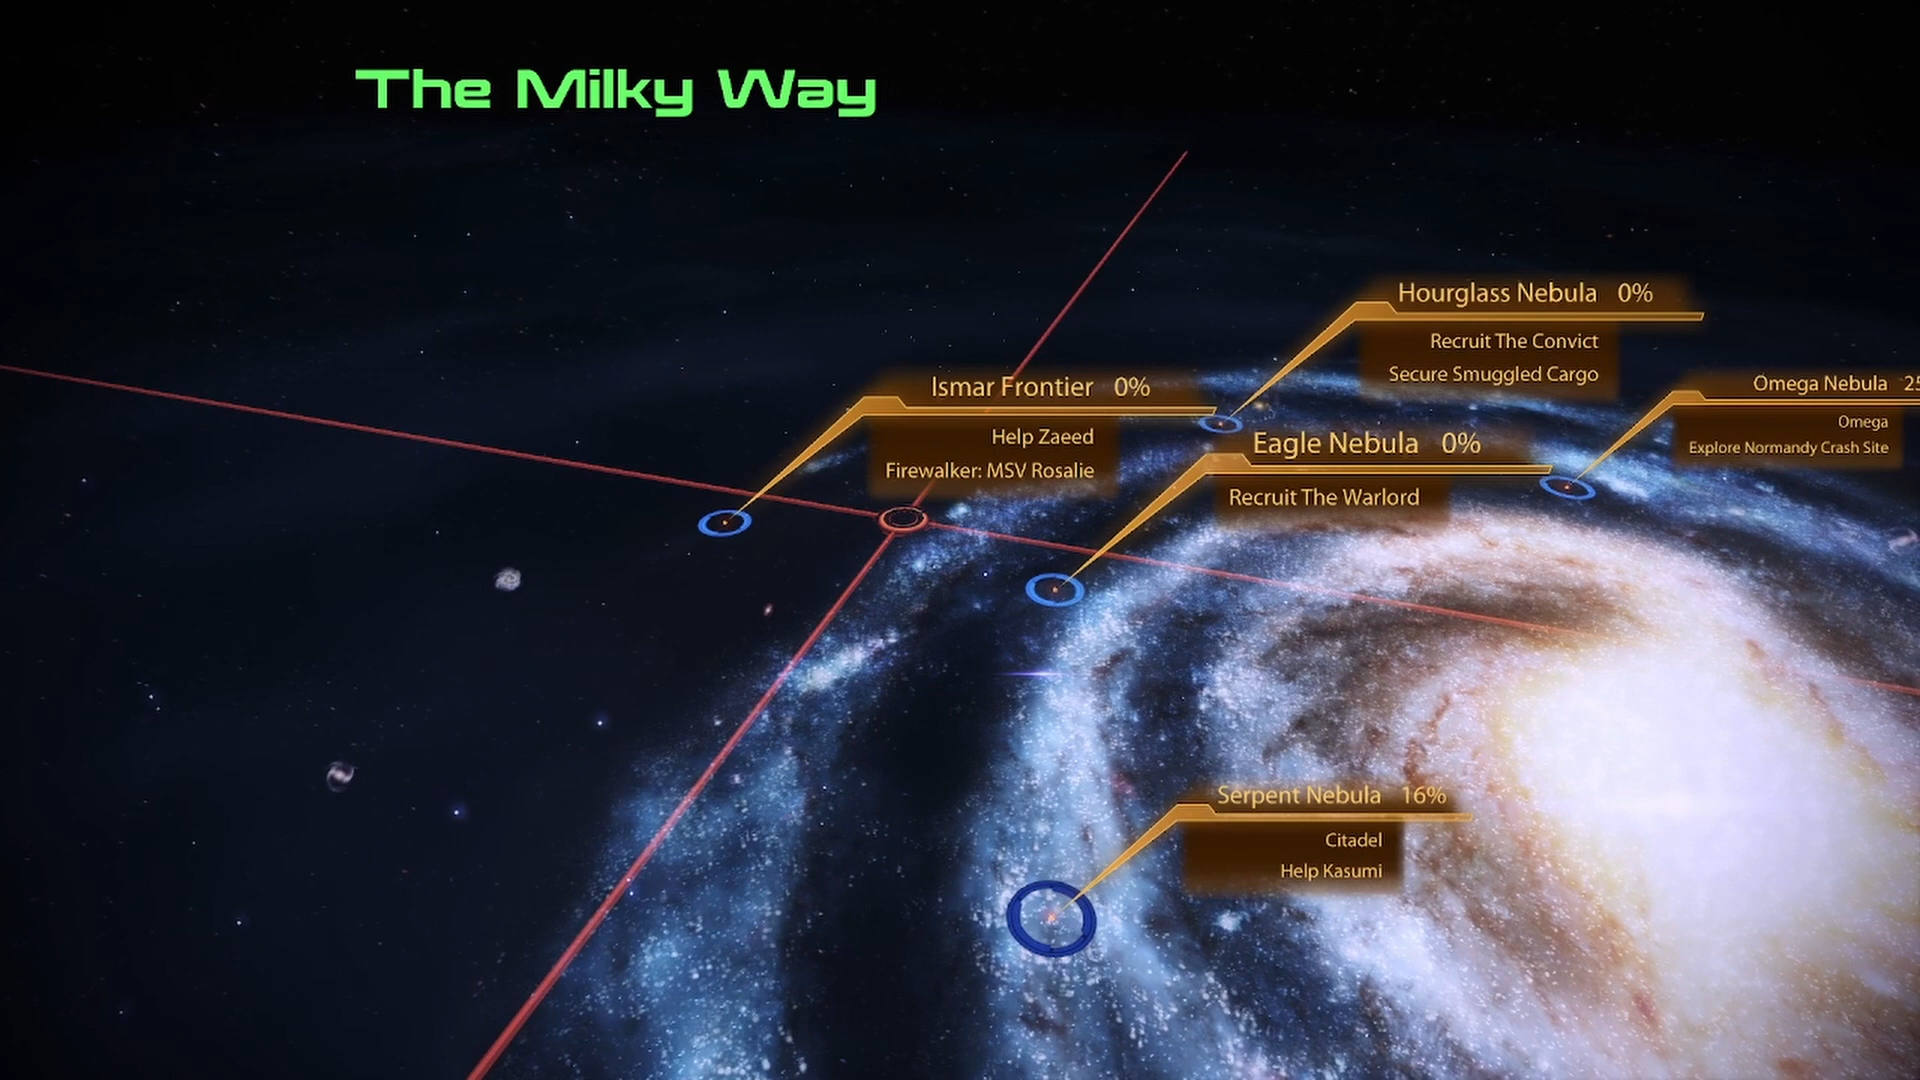 The Milky Way
Hourglass Nebula 0%
Recruit The Convict
Secure Smuggled Cargo
Ismar Frontier 0%
Help Zaeed
Firewalker: MSV Rosalie
Omega Nebula 25
Omega
Explore Normandy Crash Site
Eagle Nebula 0%
Recruit The Warlord
Serpent Nebula 16%
Citadel
Help Kasumi